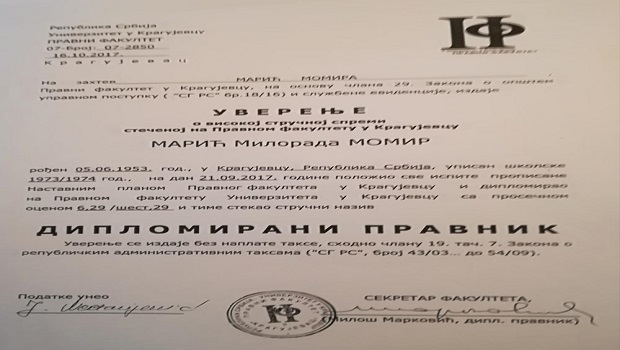 Република Србија
Универзитет у Крагујевцу
ПРАВНИ ФАКУЛТЕТ
07-Број: 07-2850
16.10.2017.
Крагујевац
На захтев МАРИЋ МОМИРА
Правни факултет у Крагујевцу, на основу члана 29. Закона о општем
управном поступку ( "СГ РС" бр.18/16) и службене евиденције, издаје
УВЕРЕЊЕ
о високој стручној спреми
стеченој на Правном факултету у Крагујевцу
МАРИЋ Милорада МОМИР
рођен 05.06.1953. год., у Крагујевцу, Република Србија, уписан школске
1973/1974 год., на дан 21.09.2017. године положио све испите прописане
Наставним планом Правног факултета у Крагујевцу и дипломирао
на Правном факултету Универзитета у Крагујевцу са просечном
оценом 6,29 /шест,29 и тиме стекао стручни назив
ДИПЛОМИРАНИ ПРАВНИК
Уверење се издаје без наплате таксе, сходно члану 19. тач. 7. Закона о
републичким административним таксама ("СГ РС", број 43/03... до 54/09).
Податке унео
СЕКРЕТАР ФАКУЛТЕТА,
(Милош Марковић, дипл. правник)